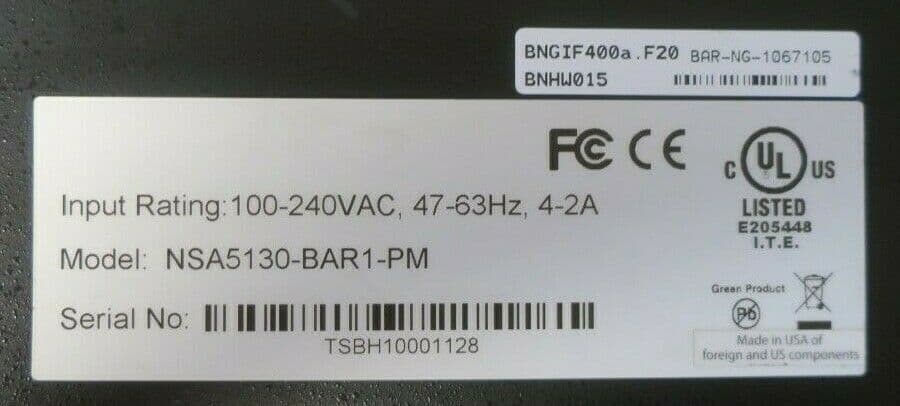 BNGIF400a.F20 BAR-NG-1067105
BNHW015
FC CE
C UL US
LISTED
E205448
I.T.E.
Input Rating:100-240VAC, 47-63Hz, 4-2A
Model: NSA5130-BAR1-PM
Serial No:
TSBH10001128
Green Product
Pb
Made in USA of
foreign and US components